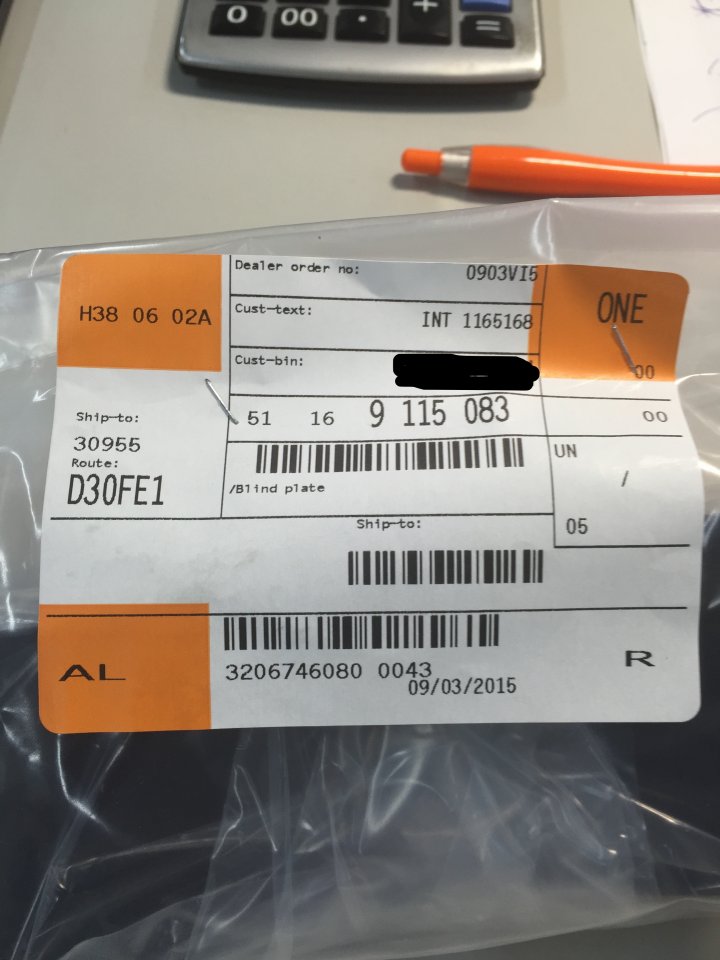 0 00 . + =
Dealer order no: 0903VI5
H38 06 02A
Cust-text: INT 1165168
ONE
Cust-bin:
00
Ship-to:
30955
51 16 9 115 083 00
Route:
D30FE1
/Blind plate
UN
/
05
Ship-to:
AL
3206746080 0043
09/03/2015
R